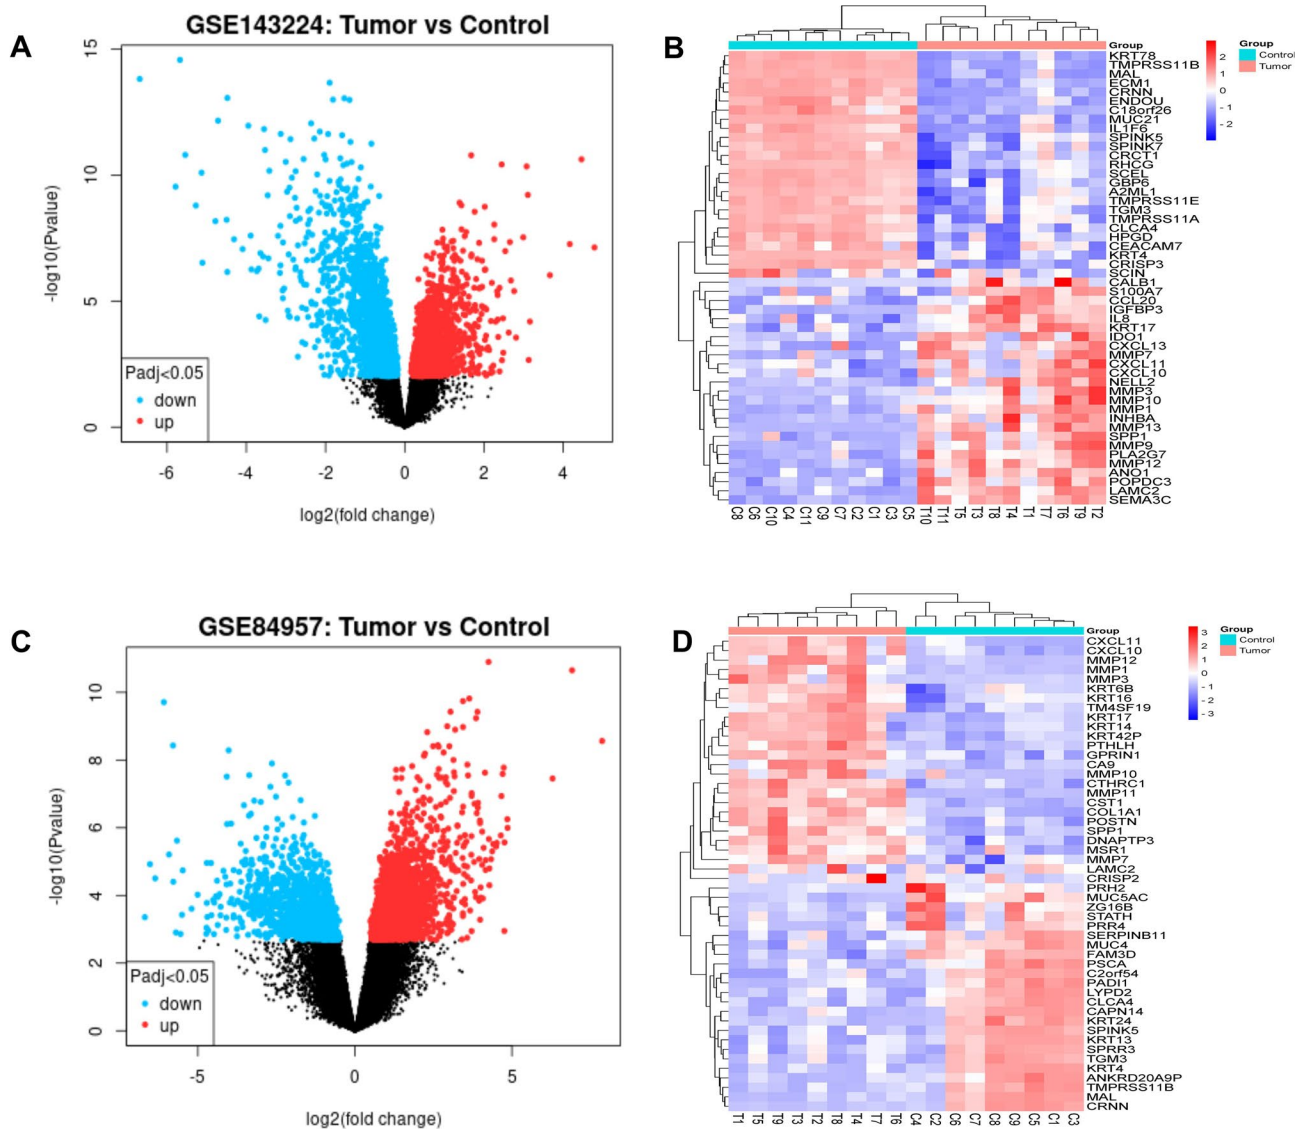 A
GSE143224: Tumor vs Control
15
10
5
0
-log10(Pvalue)
Padj<0.05
down
up
-6
-4
-2
0
2
4
log2(fold change)
B
Group
KRT78
TMPRSS11B
MAL
ECM1
CRNN
ENDOU
C18orf26
MUC21
IL1F6
SPINK5
SPINK7
CRCT1
RHCG
SCEL
GBP6
A2ML1
TMPRSS11E
TGM3
TMPRSS11A
CLCA4
HPGD
CEACAM7
KRT4
CRISP3
SCIN
CALB1
S100A7
CCL20
IGFBP3
IL8
KRT17
IDO1
CXCL13
MMP7
CXCL11
CXCL10
NELL2
MMP3
MMP10
MMP1
INHBA
MMP13
SPP1
MMP9
PLA2G7
MMP12
ANO1
POPDC3
LAMC2
SEMA3C
C8 C6 C10 C4 C11 C9 C7 C2 C1 C3 C5 T10 T11 T5 T3 T8 T4 T1 T7 T6 T9 T2
2
1
0
-1
-2
Group
Control
Tumor
C
GSE84957: Tumor vs Control
10
8
6
4
2
0
-log10(Pvalue)
Padj<0.05
down
up
-5
0
5
log2(fold change)
D
Group
CXCL11
CXCL10
MMP12
MMP1
MMP3
KRT6B
KRT16
TM4SF19
KRT17
KRT14
KRT42P
PTHLH
GPRIN1
CA9
MMP10
CTHRC1
MMP11
CST1
COL1A1
POSTN
SPP1
DNAPTP3
MSR1
MMP7
LAMC2
CRISP2
PRH2
MUC5AC
ZG16B
STATH
PRR4
SERPINB11
MUC4
FAM3D
PSCA
C2orf54
PADI1
LYPD2
CLCA4
CAPN14
KRT24
SPINK5
KRT13
SPRR3
TGM3
KRT4
ANKRD20A9P
TMPRSS11B
MAL
CRNN
T1 T5 T9 T3 T2 T8 T4 T7 T6 C4 C2 C6 C7 C8 C9 C5 C1 C3
3
2
1
0
-1
-2
-3
Group
Control
Tumor